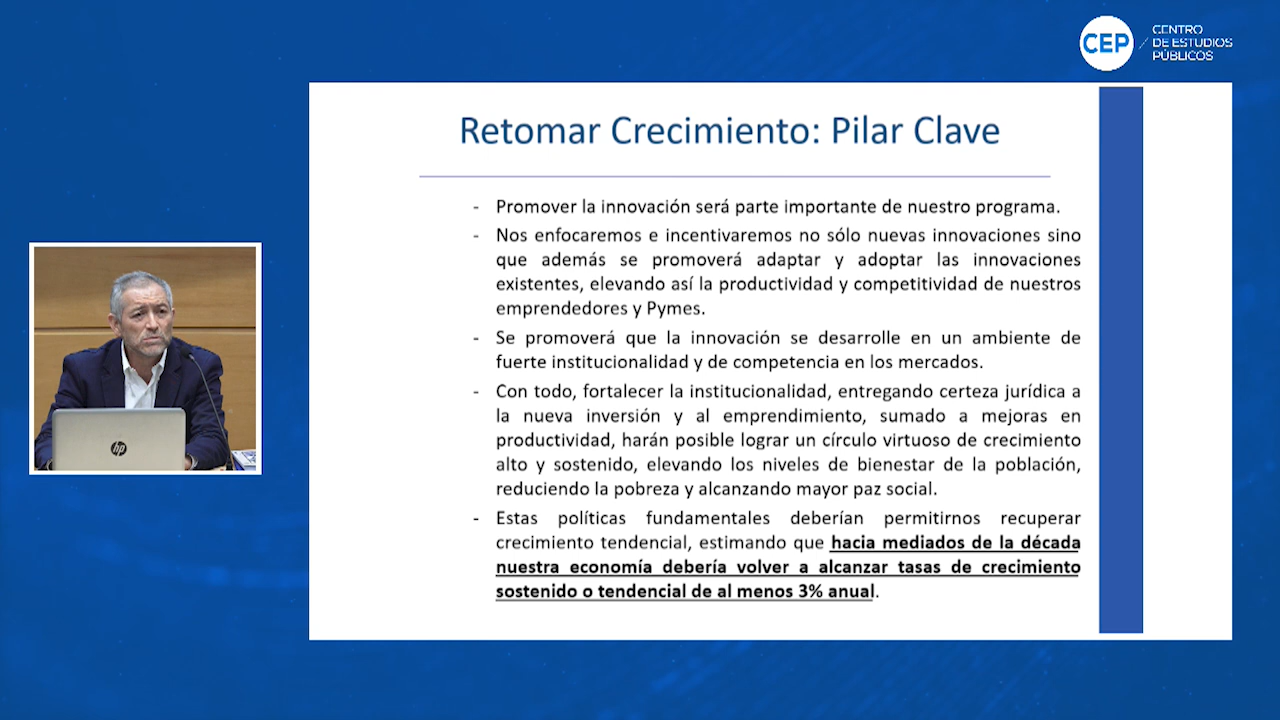 CEP
CENTRO
DE ESTUDIOS
PÚBLICOS
Retomar Crecimiento: Pilar Clave
- Promover la innovación será parte importante de nuestro programa.
- Nos enfocaremos e incentivaremos no sólo nuevas innovaciones sino
que además se promoverá adaptar y adoptar las innovaciones
existentes, elevando así la productividad y competitividad de nuestros
emprendedores y Pymes.
- Se promoverá que la innovación se desarrolle en un ambiente de
fuerte institucionalidad y de competencia en los mercados.
- Con todo, fortalecer la institucionalidad, entregando certeza jurídica a
la nueva inversión y al emprendimiento, sumado a mejoras en
productividad, harán posible lograr un círculo virtuoso de crecimiento
alto y sostenido, elevando los niveles de bienestar de la población,
reduciendo la pobreza y alcanzando mayor paz social.
- Estas políticas fundamentales deberían permitirnos recuperar
crecimiento tendencial, estimando que hacia mediados de la década
nuestra economía debería volver a alcanzar tasas de crecimiento
sostenido o tendencial de al menos 3% anual.
hp